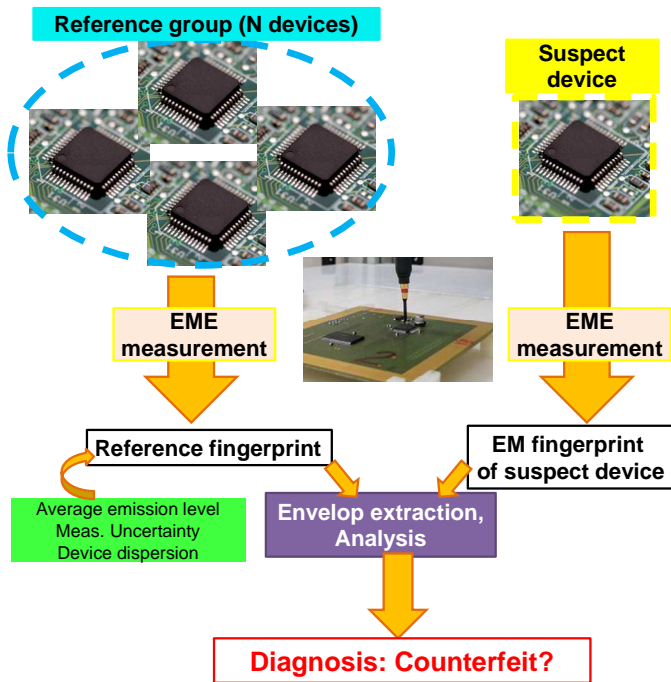 Reference group (N devices)
Suspect
device
EME
measurement
EME
measurement
Reference fingerprint
EM fingerprint
of suspect device
Average emission level
Meas. Uncertainty
Device dispersion
Envelop extraction,
Analysis
Diagnosis: Counterfeit?